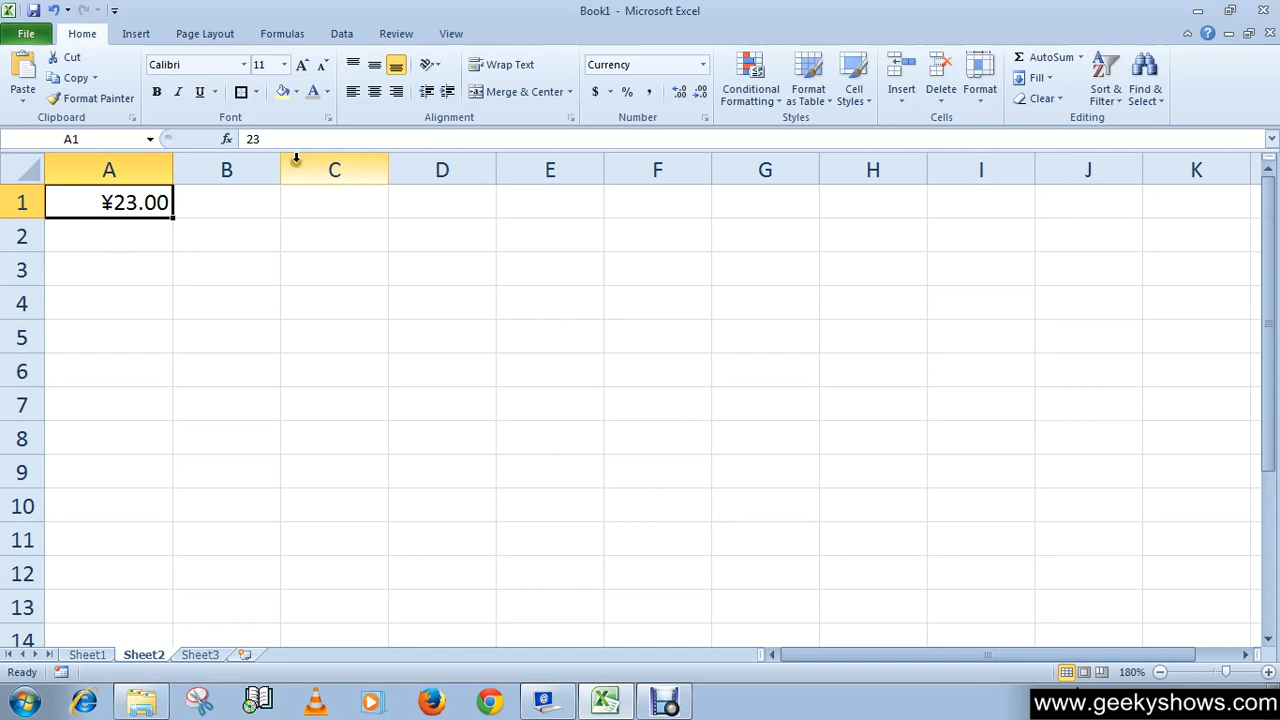 Book1 - Microsoft Excel
File Home Insert Page Layout Formulas Data Review View
Paste
Cut
Copy
Format Painter
Clipboard
Calibri 11
B I U A
Font
Wrap Text
Merge & Center
Alignment
Currency
$ % ,
Number
Conditional Formatting
Format as Table
Cell Styles
Styles
Insert Delete Format
Cells
Σ AutoSum
Fill
Clear
Sort & Filter
Find & Select
Editing
A1 fx 23
A B C D E F G H I J K
1 ¥23.00
2
3
4
5
6
7
8
9
10
11
12
13
14
Sheet1 Sheet2 Sheet3
Ready 180%
www.geekyshows.com